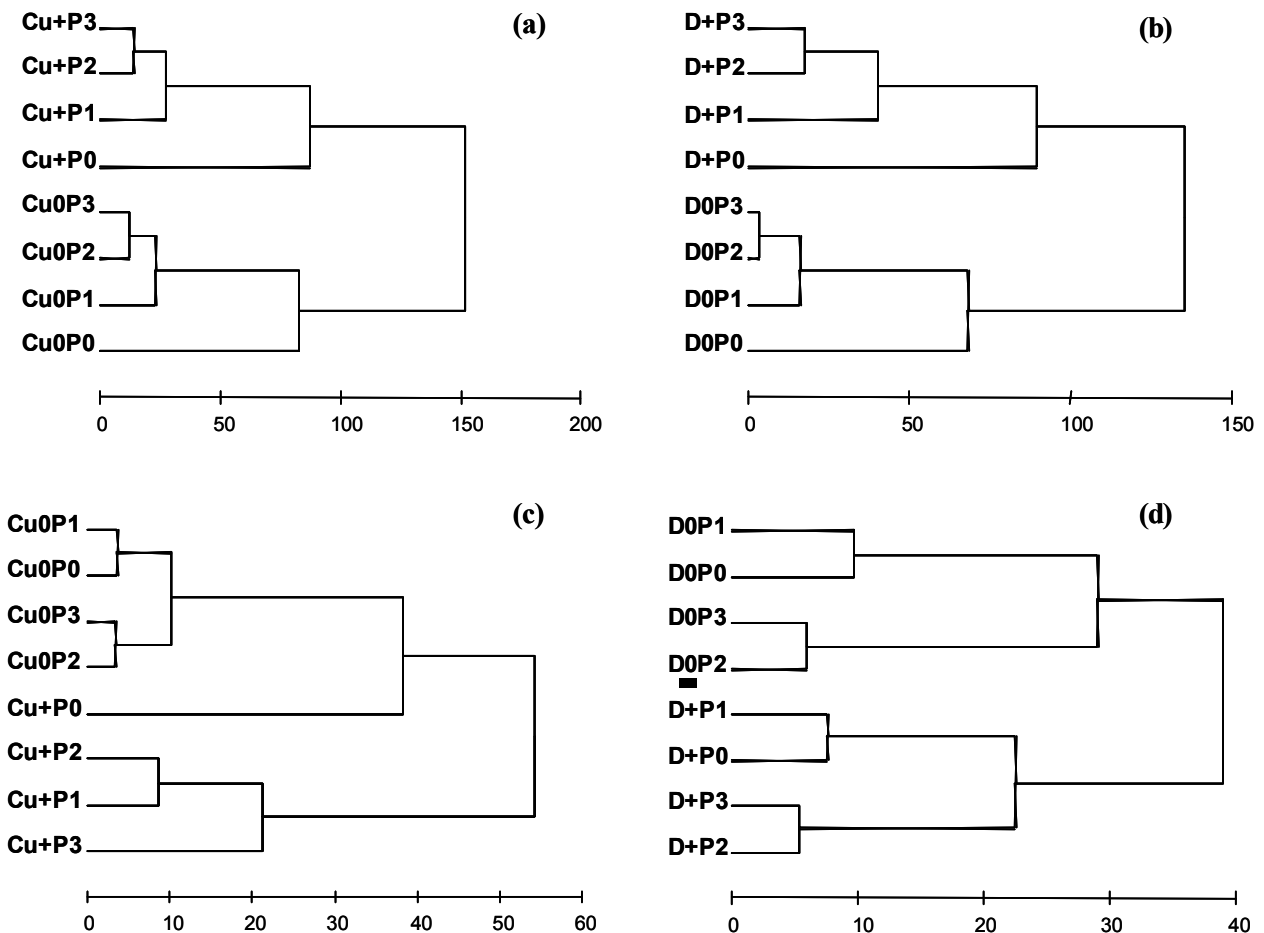 (a)
Cu+P3
Cu+P2
Cu+P1
Cu+P0
Cu0P3
Cu0P2
Cu0P1
Cu0P0
0 50 100 150 200
(b)
D+P3
D+P2
D+P1
D+P0
D0P3
D0P2
D0P1
D0P0
0 50 100 150
(c)
Cu0P1
Cu0P0
Cu0P3
Cu0P2
Cu+P0
Cu+P2
Cu+P1
Cu+P3
0 10 20 30 40 50 60
(d)
D0P1
D0P0
D0P3
D0P2
D+P1
D+P0
D+P3
D+P2
0 10 22 30 40